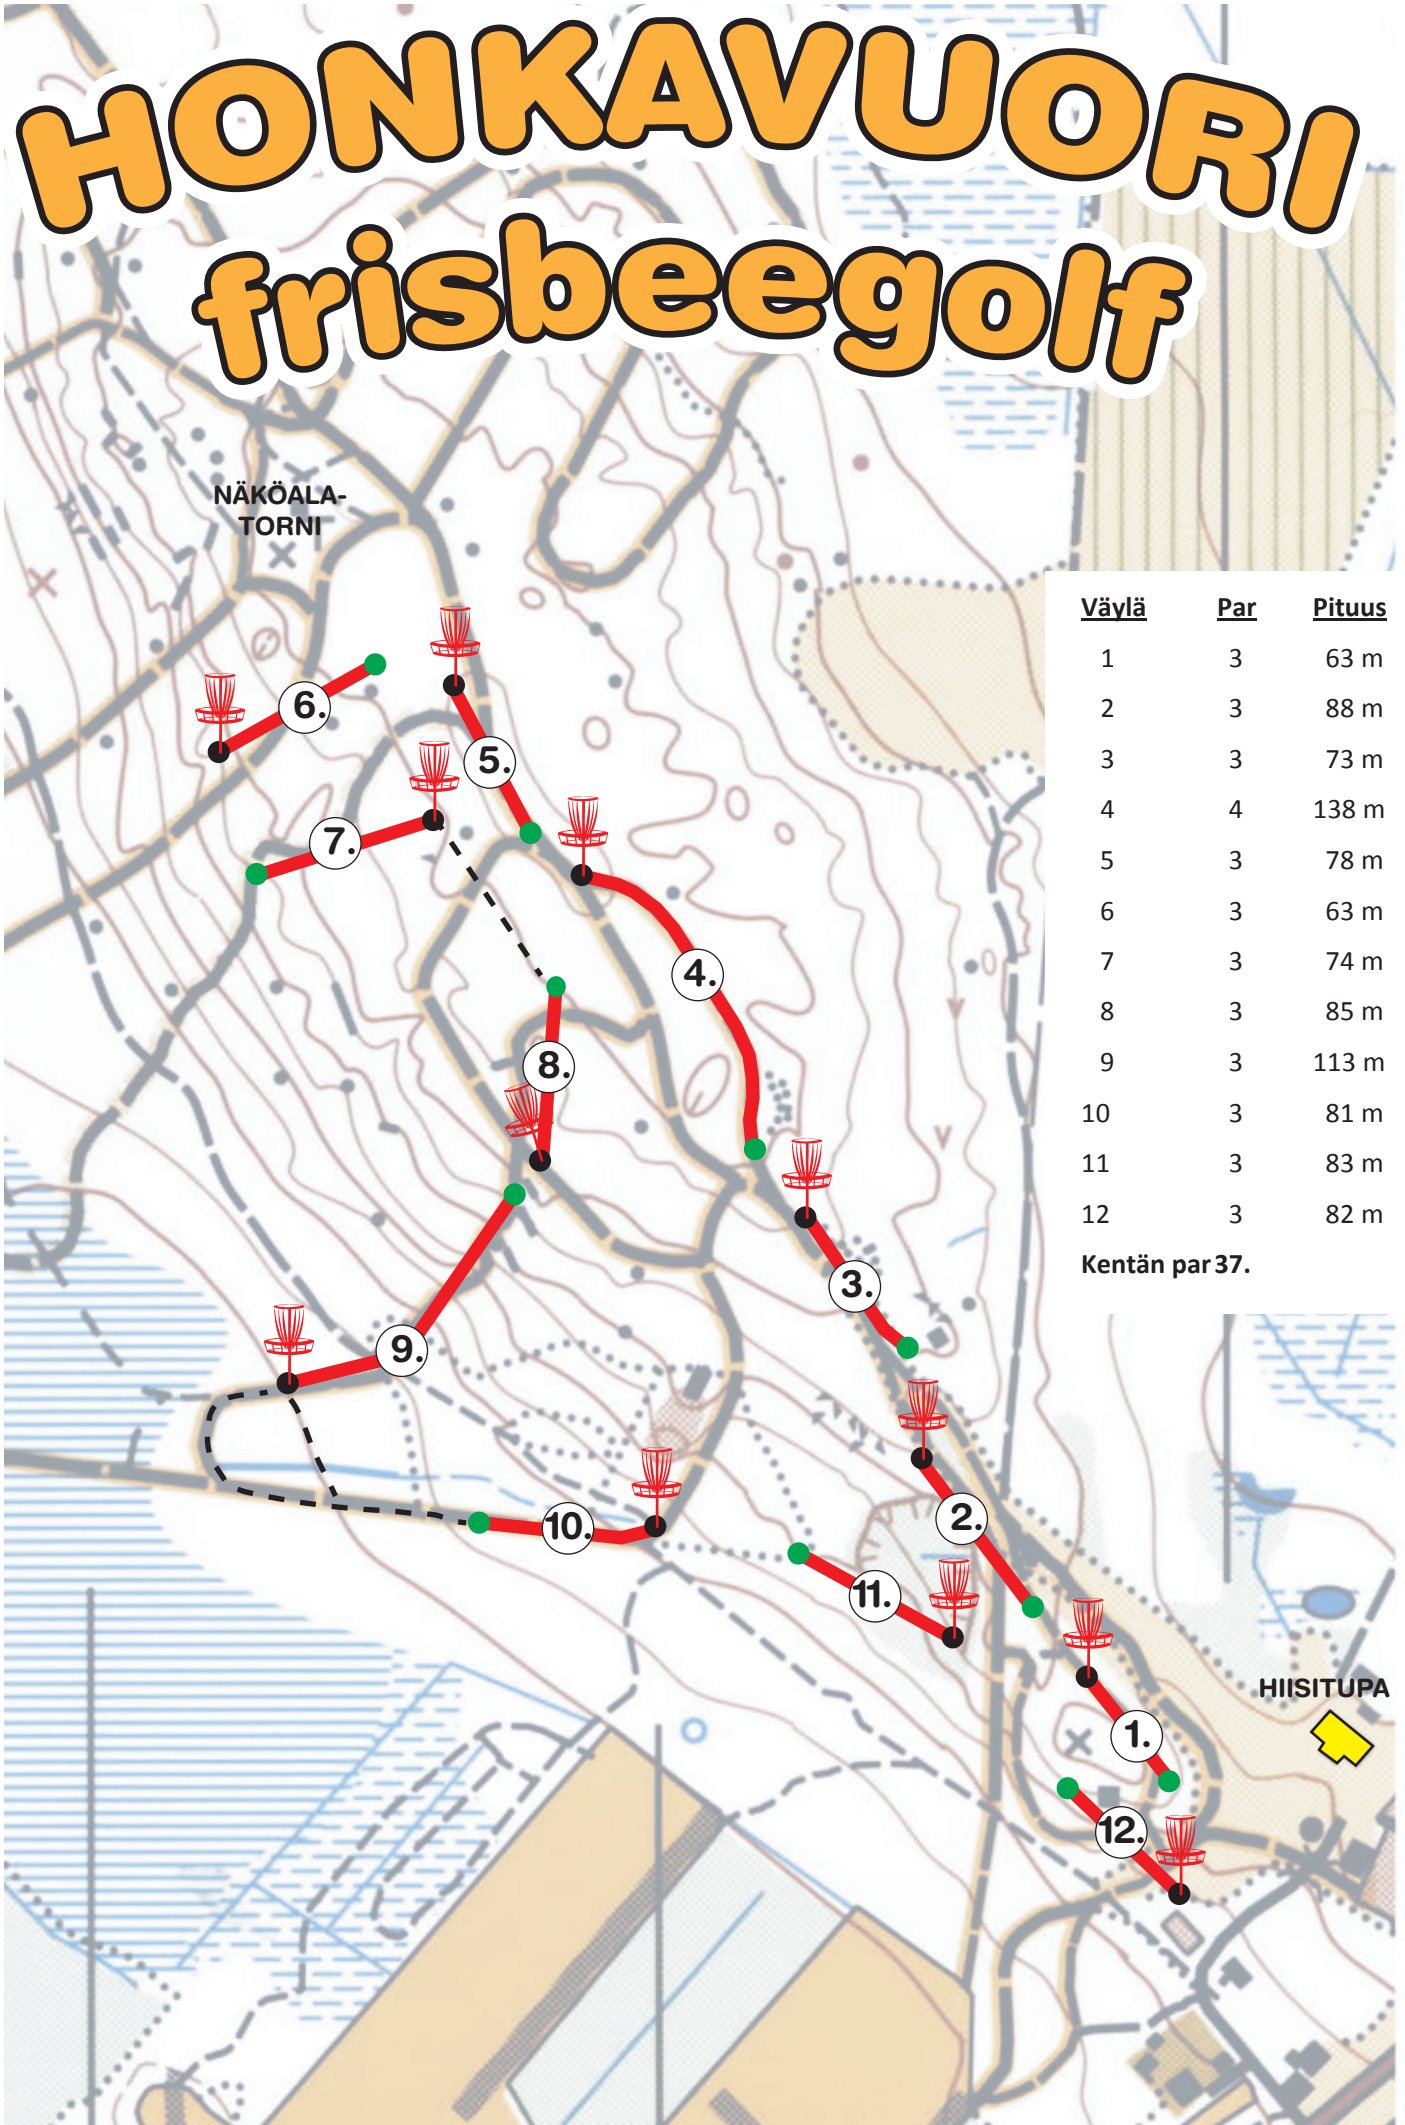 HONKAVUORI
frisbeegolf
NÄKÖALA-
TORNI
Väylä Par Pituus
1 3 63 m
2 3 88 m
3 3 73 m
4 4 138 m
5 3 78 m
6 3 63 m
7 3 74 m
8 3 85 m
9 3 113 m
10 3 81 m
11 3 83 m
12 3 82 m
Kentän par 37.
6.
5.
7.
4.
8.
3.
9.
2.
10.
11.
HIISITUPA
1.
12.